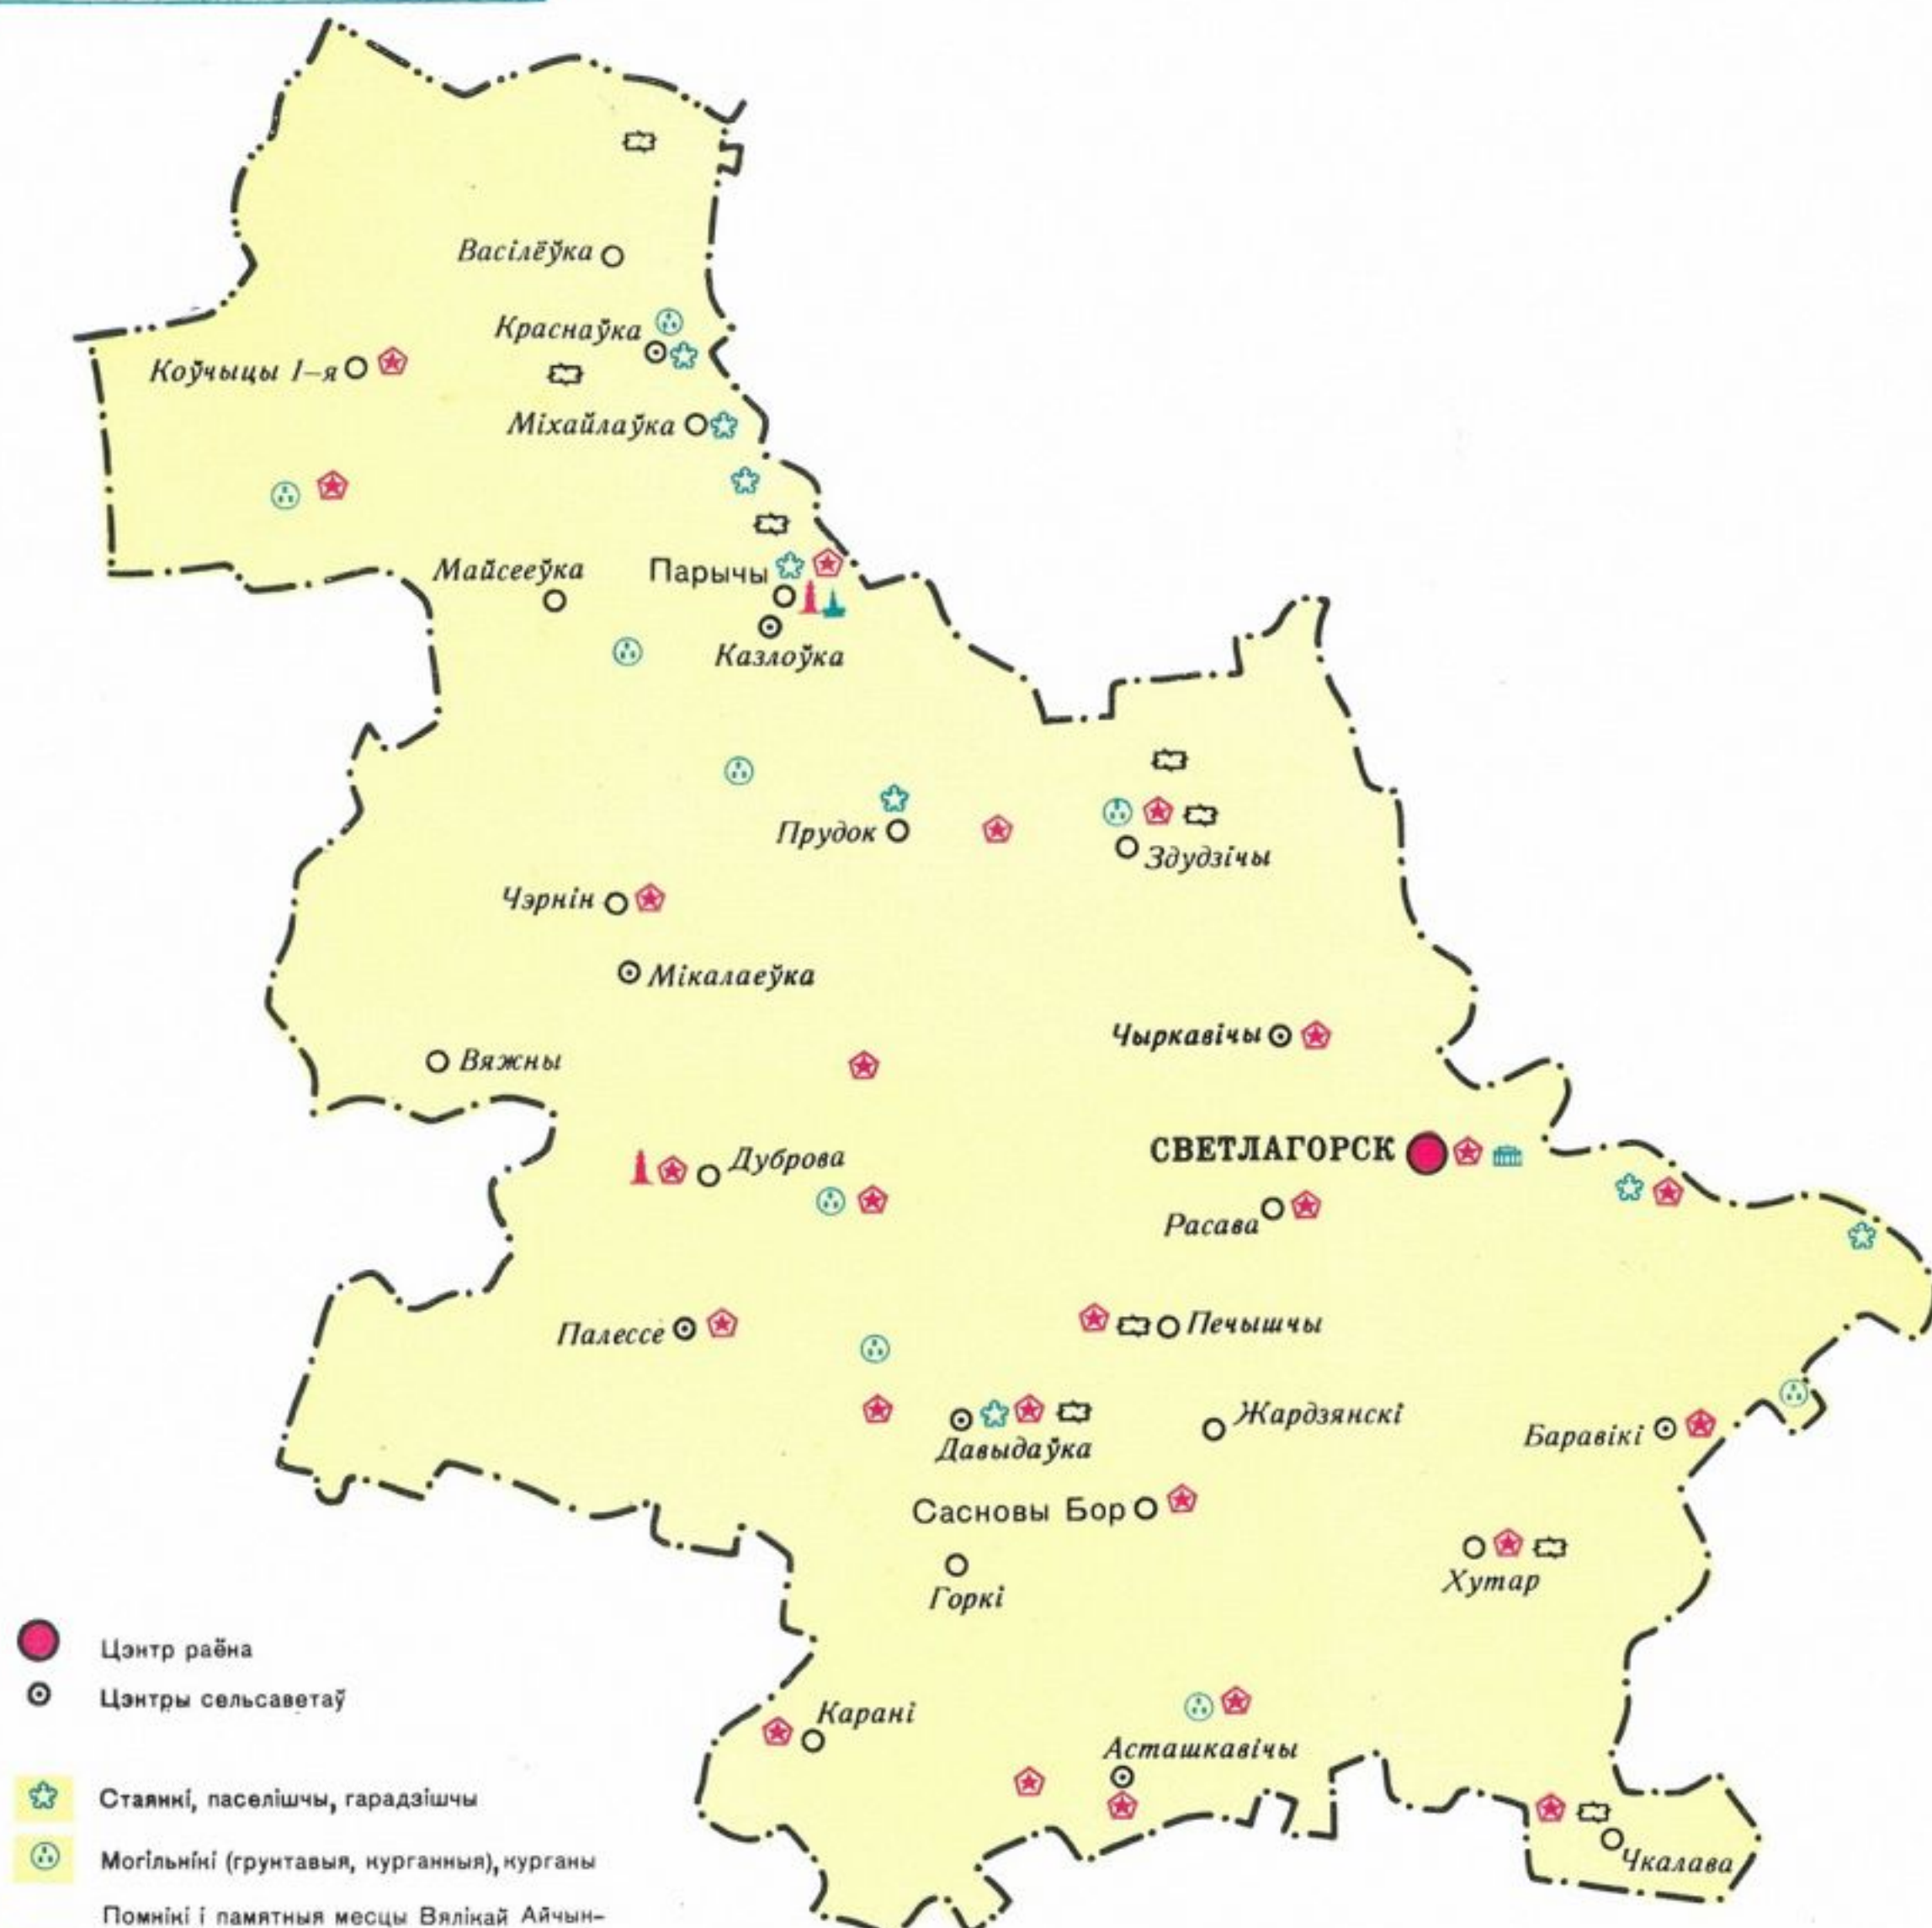 Васілёўка
Краснаўка
Коўчыцы І–я
Міхайлаўка
Майсееўка
Парычы
Казлоўка
Прудок
Здудзічы
Чэрнін
Мікалаеўка
Чыркавічы
Вяжны
СВЕТЛАГОРСК
Дуброва
Расава
Палессе
Печышчы
Жардзянскі
Баравікі
Давыдаўка
Сасновы Бор
Хутар
Горкі
Цэнтр раёна
Цэнтры сельсаветаў
Карані
Асташкавічы
Стаянкі, паселішчы, гарадзішчы
Чкалава
Могільнікі (грунтавыя, курганныя), курганы
Помнікі і памятныя месцы Вялікай Айчын–